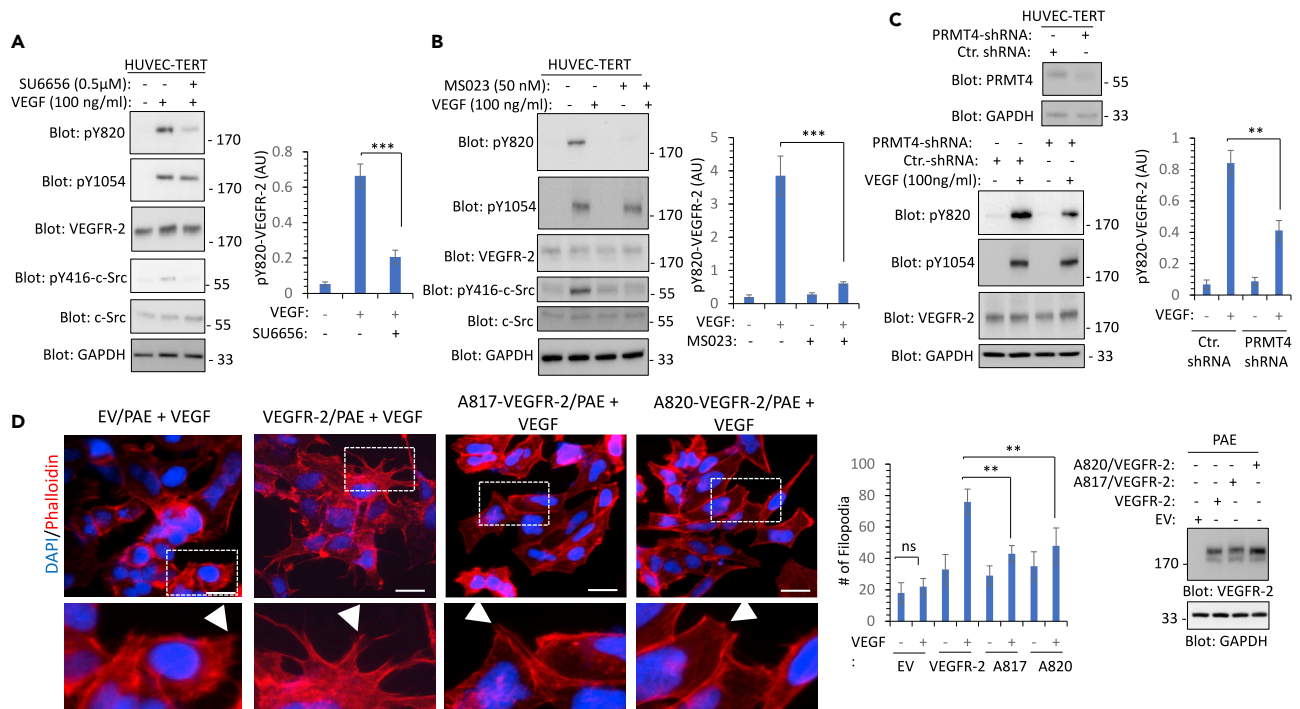 A
HUVEC-TERT
SU6656 (0.5µM) - - +
VEGF (100 ng/ml) - + +
Blot: pY820
- 170
Blot: pY1054
- 170
Blot: VEGFR-2
- 170
Blot: pY416-c-Src
- 55
Blot: c-Src
- 55
Blot: GAPDH
- 33
pY820-VEGFR-2 (AU)
0.8
0.6
0.4
0.2
0
***
VEGF: - + +
SU6656: - - +
B
HUVEC-TERT
MS023 (50 nM) - - + +
VEGF (100 ng/ml) - + - +
Blot: pY820
- 170
Blot: pY1054
- 170
Blot: VEGFR-2
- 170
Blot: pY416-c-Src
- 55
Blot: c-Src
- 55
Blot: GAPDH
- 33
pY820-VEGFR-2 (AU)
5
4
3
2
1
0
***
VEGF: - + - +
MS023: - - + +
C
HUVEC-TERT
PRMT4-shRNA: - +
Ctr. shRNA: + -
Blot: PRMT4
- 55
Blot: GAPDH
- 33
PRMT4-shRNA: - - + +
Ctr.-shRNA: + + - -
VEGF (100ng/ml) - + - +
Blot: pY820
- 170
Blot: pY1054
- 170
Blot: VEGFR-2
- 170
Blot: GAPDH
- 33
pY820-VEGFR-2 (AU)
1
0.8
0.6
0.4
0.2
0
**
VEGF: - + - +
Ctr. shRNA
PRMT4 shRNA
D
EV/PAE + VEGF
VEGFR-2/PAE + VEGF
A817-VEGFR-2/PAE +
VEGF
A820-VEGFR-2/PAE +
VEGF
DAPI/Phalloidin
# of Filopodia
100
80
60
40
20
0
ns
**
**
VEGF - + - + - + - +
:
EV VEGFR-2 A817 A820
PAE
A820/VEGFR-2: - - - +
A817/VEGFR-2: - - + -
VEGFR-2: - + - -
EV: + - - -
170 -
Blot: VEGFR-2
33 -
Blot: GAPDH